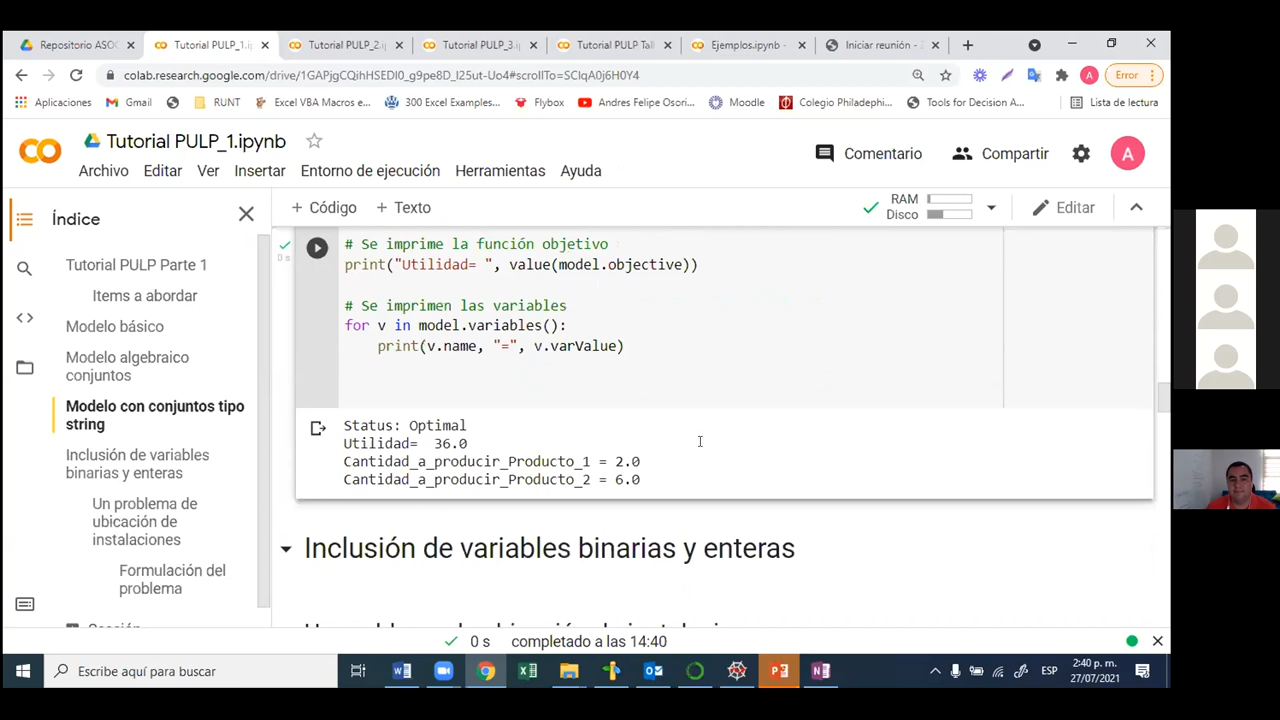 Repositorio ASO
Tutorial PULP_1.i
Tutorial PULP_2.i
Tutorial PULP_3.i
Tutorial PULP Tall
Ejemplos.ipynb -
Iniciar reunión -
colab.research.google.com/drive/1GAPjgCQihHSEDI0_g9pe8D_I25ut-Uo4#scrollTo=SCIqA0j6H0Y4
A
Error
Aplicaciones
Gmail
RUNT
Excel VBA Macros e...
300 Excel Examples...
Flybox
Andres Felipe Osori...
Moodle
Colegio Philadelphi...
Tools for Decision A...
Lista de lectura
Tutorial PULP_1.ipynb
Comentario
Compartir
A
Archivo Editar Ver Insertar Entorno de ejecución Herramientas Ayuda
Índice
+ Código + Texto
RAM
Disco
Editar
Tutorial PULP Parte 1
Items a abordar
Modelo básico
Modelo algebraico
conjuntos
Modelo con conjuntos tipo
string
Inclusión de variables
binarias y enteras
Un problema de
ubicación de
instalaciones
Formulación del
problema
0 s
# Se imprime la función objetivo
print("Utilidad= ", value(model.objective))
# Se imprimen las variables
for v in model.variables():
print(v.name, "=", v.varValue)
Status: Optimal
Utilidad= 36.0
Cantidad_a_producir_Producto_1 = 2.0
Cantidad_a_producir_Producto_2 = 6.0
Inclusión de variables binarias y enteras
0 s completado a las 14:40
Escribe aquí para buscar
ESP
2:40 p. m.
27/07/2021